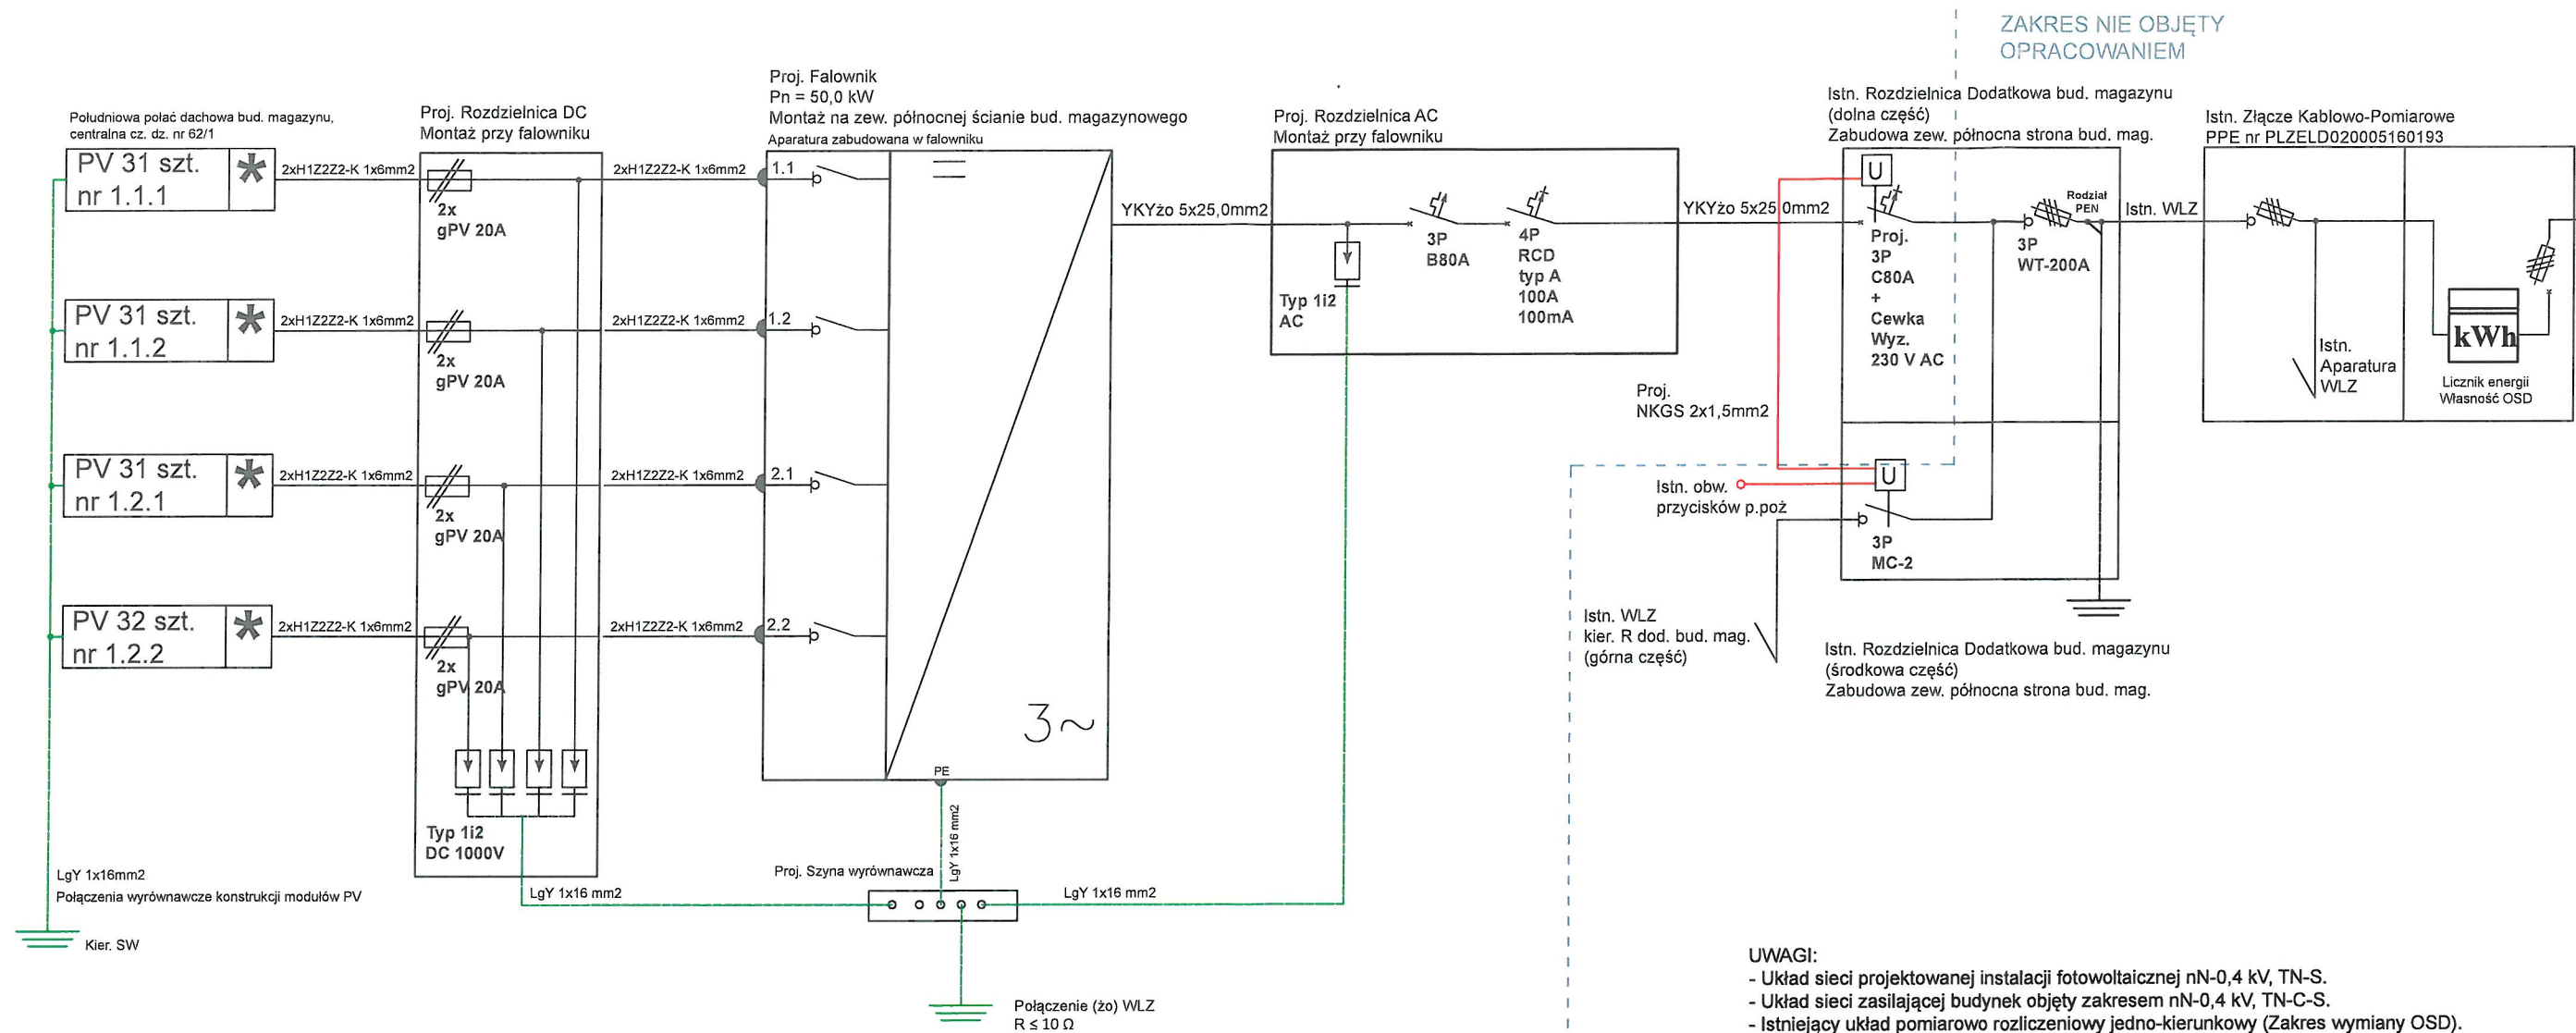 ZAKRES NIE OBJĘTY
OPRACOWANIEM
Południowa połać dachowa bud. magazynu,
centralna cz. dz. nr 62/1
PV 31 szt.
nr 1.1.1
*
2xH1Z2Z2-K 1x6mm2
PV 31 szt.
nr 1.1.2
*
2xH1Z2Z2-K 1x6mm2
PV 31 szt.
nr 1.2.1
*
2xH1Z2Z2-K 1x6mm2
PV 32 szt.
nr 1.2.2
*
2xH1Z2Z2-K 1x6mm2
LgY 1x16mm2
Połączenia wyrównawcze konstrukcji modułów PV
Kier. SW
Proj. Rozdzielnica DC
Montaż przy falowniku
2x
gPV 20A
2x
gPV 20A
2x
gPV 20A
2x
gPV 20A
Typ 1i2
DC 1000V
2xH1Z2Z2-K 1x6mm2
2xH1Z2Z2-K 1x6mm2
2xH1Z2Z2-K 1x6mm2
2xH1Z2Z2-K 1x6mm2
LgY 1x16 mm2
Proj. Falownik
Pn = 50,0 kW
Montaż na zew. północnej ścianie bud. magazynowego
Aparatura zabudowana w falowniku
1.1
1.2
2.1
2.2
3~
PE
LgY 1x16 mm2
Proj. Szyna wyrównawcza
LgY 1x16 mm2
Połączenie (żo) WLZ
R ≤ 10 Ω
YKYżo 5x25,0mm2
Proj. Rozdzielnica AC
Montaż przy falowniku
Typ 1i2
AC
3P
B80A
4P
RCD
typ A
100A
100mA
YKYżo 5x25,0mm2
Proj.
NKGS 2x1,5mm2
Istn. Rozdzielnica Dodatkowa bud. magazynu
(dolna część)
Zabudowa zew. północna strona bud. mag.
U
Proj.
3P
C80A
+
Cewka
Wyz.
230 V AC
Rodział
PEN
3P
WT-200A
Istn. WLZ
Istn. obw.
przycisków p.poż
U
3P
MC-2
Istn. WLZ
kier. R dod. bud. mag.
(górna część)
Istn. Rozdzielnica Dodatkowa bud. magazynu
(środkowa część)
Zabudowa zew. północna strona bud. mag.
Istn. Złącze Kablowo-Pomiarowe
PPE nr PLZELD020005160193
Istn.
Aparatura
WLZ
kWh
Licznik energii
Własność OSD
UWAGI:
- Układ sieci projektowanej instalacji fotowoltaicznej nN-0,4 kV, TN-S.
- Układ sieci zasilającej budynek objęty zakresem nN-0,4 kV, TN-C-S.
- Istniejący układ pomiarowo rozliczeniowy jedno-kierunkowy (Zakres wymiany OSD).